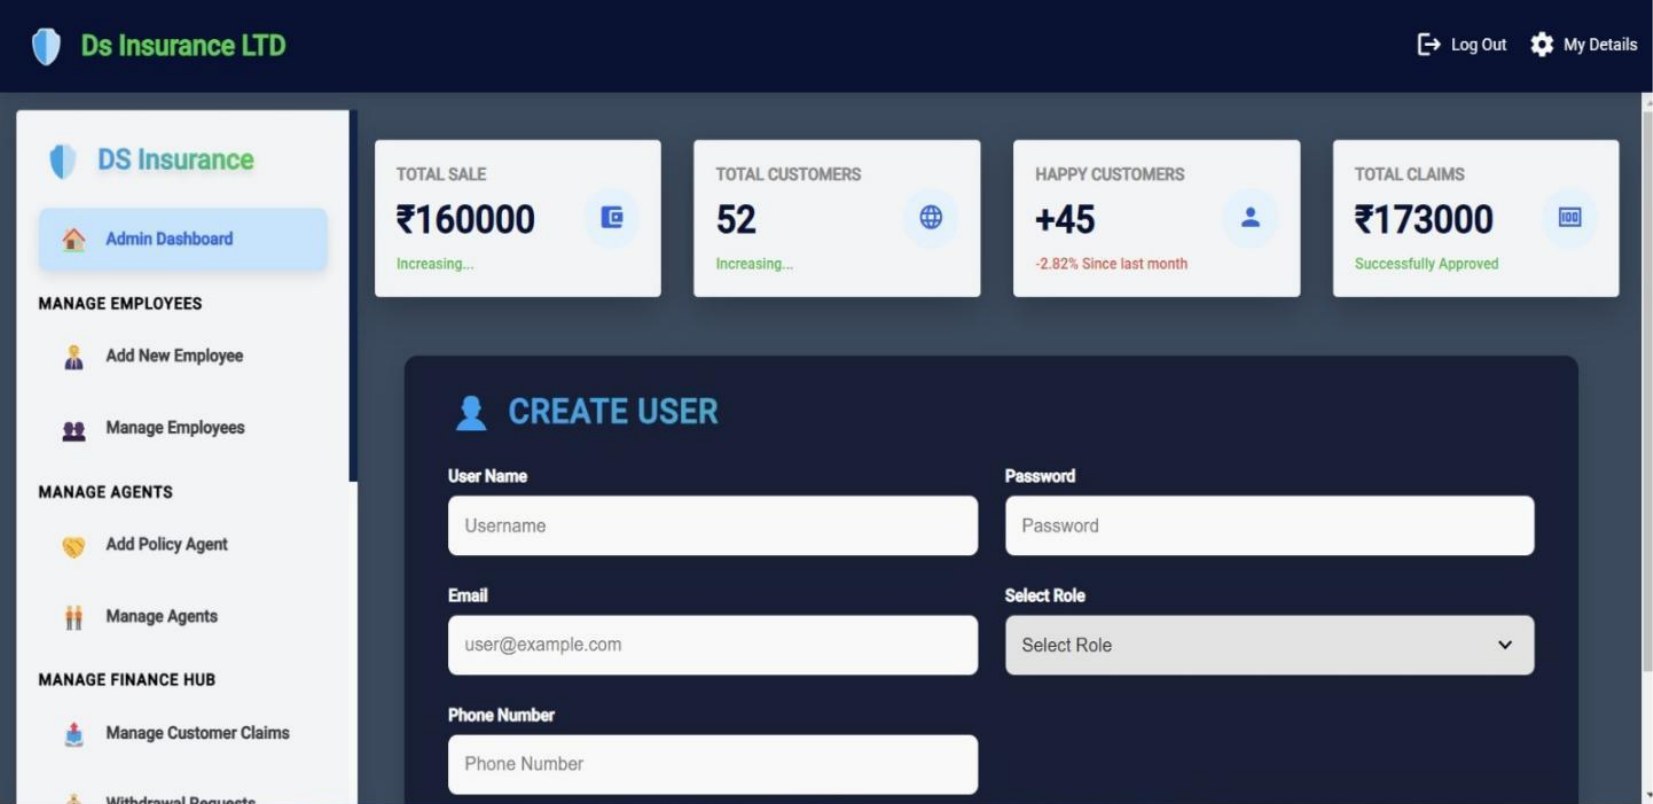 Ds Insurance LTD
Log Out
My Details
DS Insurance
Admin Dashboard
MANAGE EMPLOYEES
Add New Employee
Manage Employees
MANAGE AGENTS
Add Policy Agent
Manage Agents
MANAGE FINANCE HUB
Manage Customer Claims
Withdrawal Requests
TOTAL SALE
₹160000
Increasing...
TOTAL CUSTOMERS
52
Increasing...
HAPPY CUSTOMERS
+45
-2.82% Since last month
TOTAL CLAIMS
₹173000
100
Successfully Approved
CREATE USER
User Name
Username
Password
Password
Email
user@example.com
Select Role
Select Role
Phone Number
Phone Number